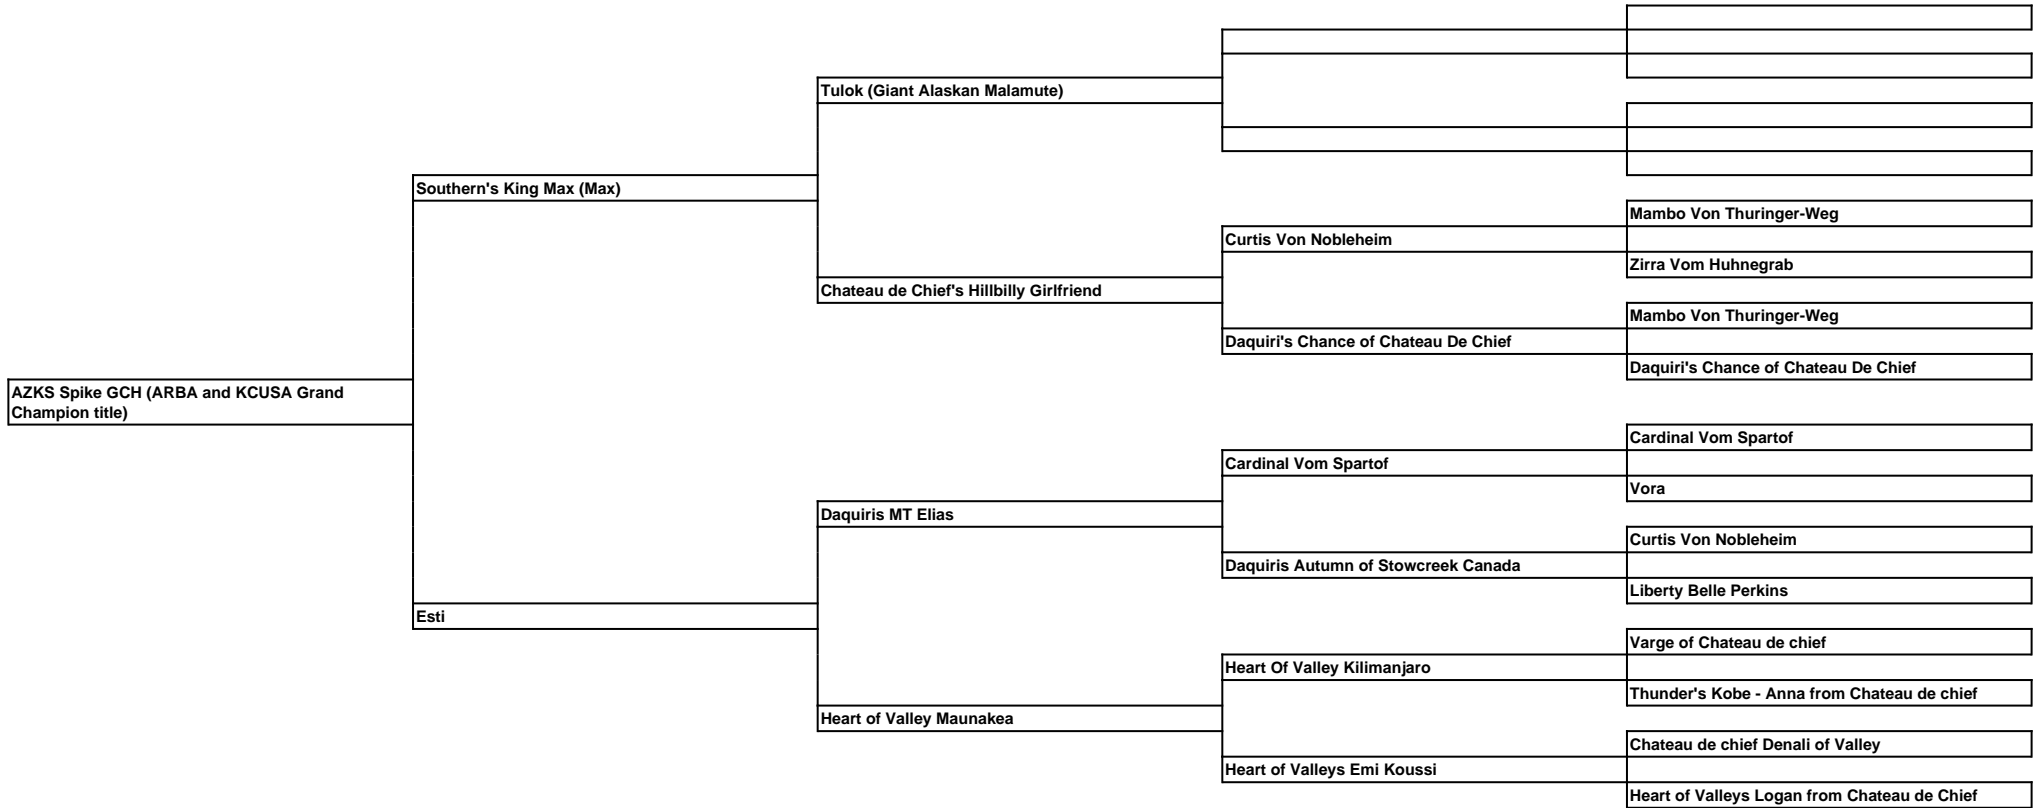 Tulok (Giant Alaskan Malamute)
Southern's King Max (Max)
Mambo Von Thuringer-Weg
Curtis Von Nobleheim
Zirra Vom Huhnegrab
Chateau de Chief's Hillbilly Girlfriend
Mambo Von Thuringer-Weg
Daquiri's Chance of Chateau De Chief
Daquiri's Chance of Chateau De Chief
AZKS Spike GCH (ARBA and KCUSA Grand
Champion title)
Cardinal Vom Spartof
Cardinal Vom Spartof
Vora
Daquiris MT Elias
Curtis Von Nobleheim
Daquiris Autumn of Stowcreek Canada
Liberty Belle Perkins
Esti
Varge of Chateau de chief
Heart Of Valley Kilimanjaro
Thunder's Kobe - Anna from Chateau de chief
Heart of Valley Maunakea
Chateau de chief Denali of Valley
Heart of Valleys Emi Koussi
Heart of Valleys Logan from Chateau de Chief